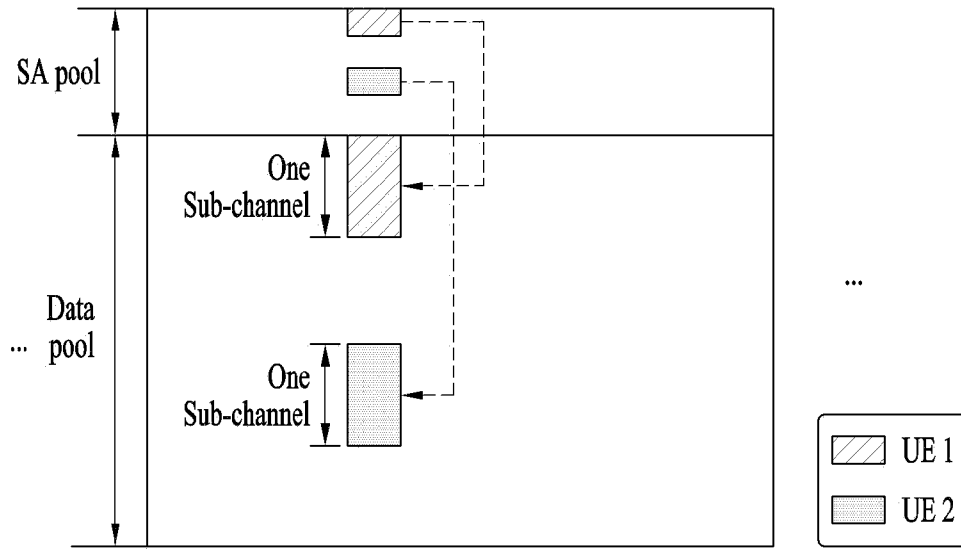 SA pool
One
Sub-channel
Data
... pool
...
One
Sub-channel
UE 1
UE 2